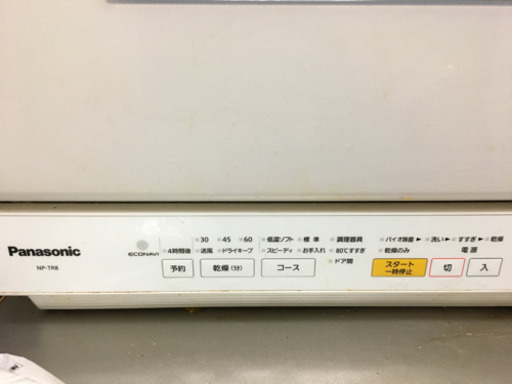 Panasonic
NP-TR8
ECONAVI
4時間後
予約
30 45 60
送風 ドライキープ
乾燥(分)
低温ソフト 標準 調理器具
スピーディ お手入れ 80℃すすぎ
ドア開
コース
バイオ除菌 ▶ 洗い ▶ すすぎ ▶ 乾燥
乾燥のみ
電源
スタート
一時停止
切
入